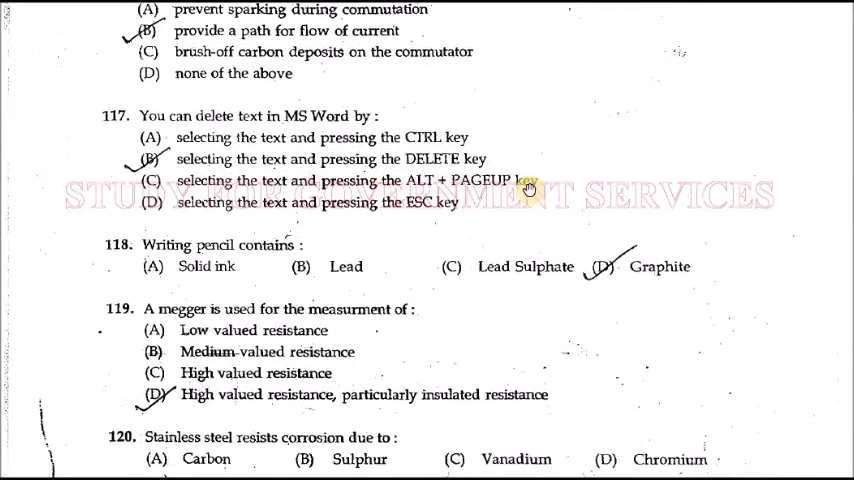 (A) prevent sparking during commutation
(B) provide a path for flow of current
(C) brush-off carbon deposits on the commutator
(D) none of the above
117. You can delete text in MS Word by :
(A) selecting the text and pressing the CTRL key
(B) selecting the text and pressing the DELETE key
(C) selecting the text and pressing the ALT + PAGEUP key
STUDY FOR GOVERNMENT SERVICES
(D) selecting the text and pressing the ESC key
118. Writing pencil contains :
(A) Solid ink (B) Lead (C) Lead Sulphate (D) Graphite
119. A megger is used for the measurment of :
(A) Low valued resistance
(B) Medium valued resistance
(C) High valued resistance
(D) High valued resistance, particularly insulated resistance
120. Stainless steel resists corrosion due to :
(A) Carbon (B) Sulphur (C) Vanadium (D) Chromium